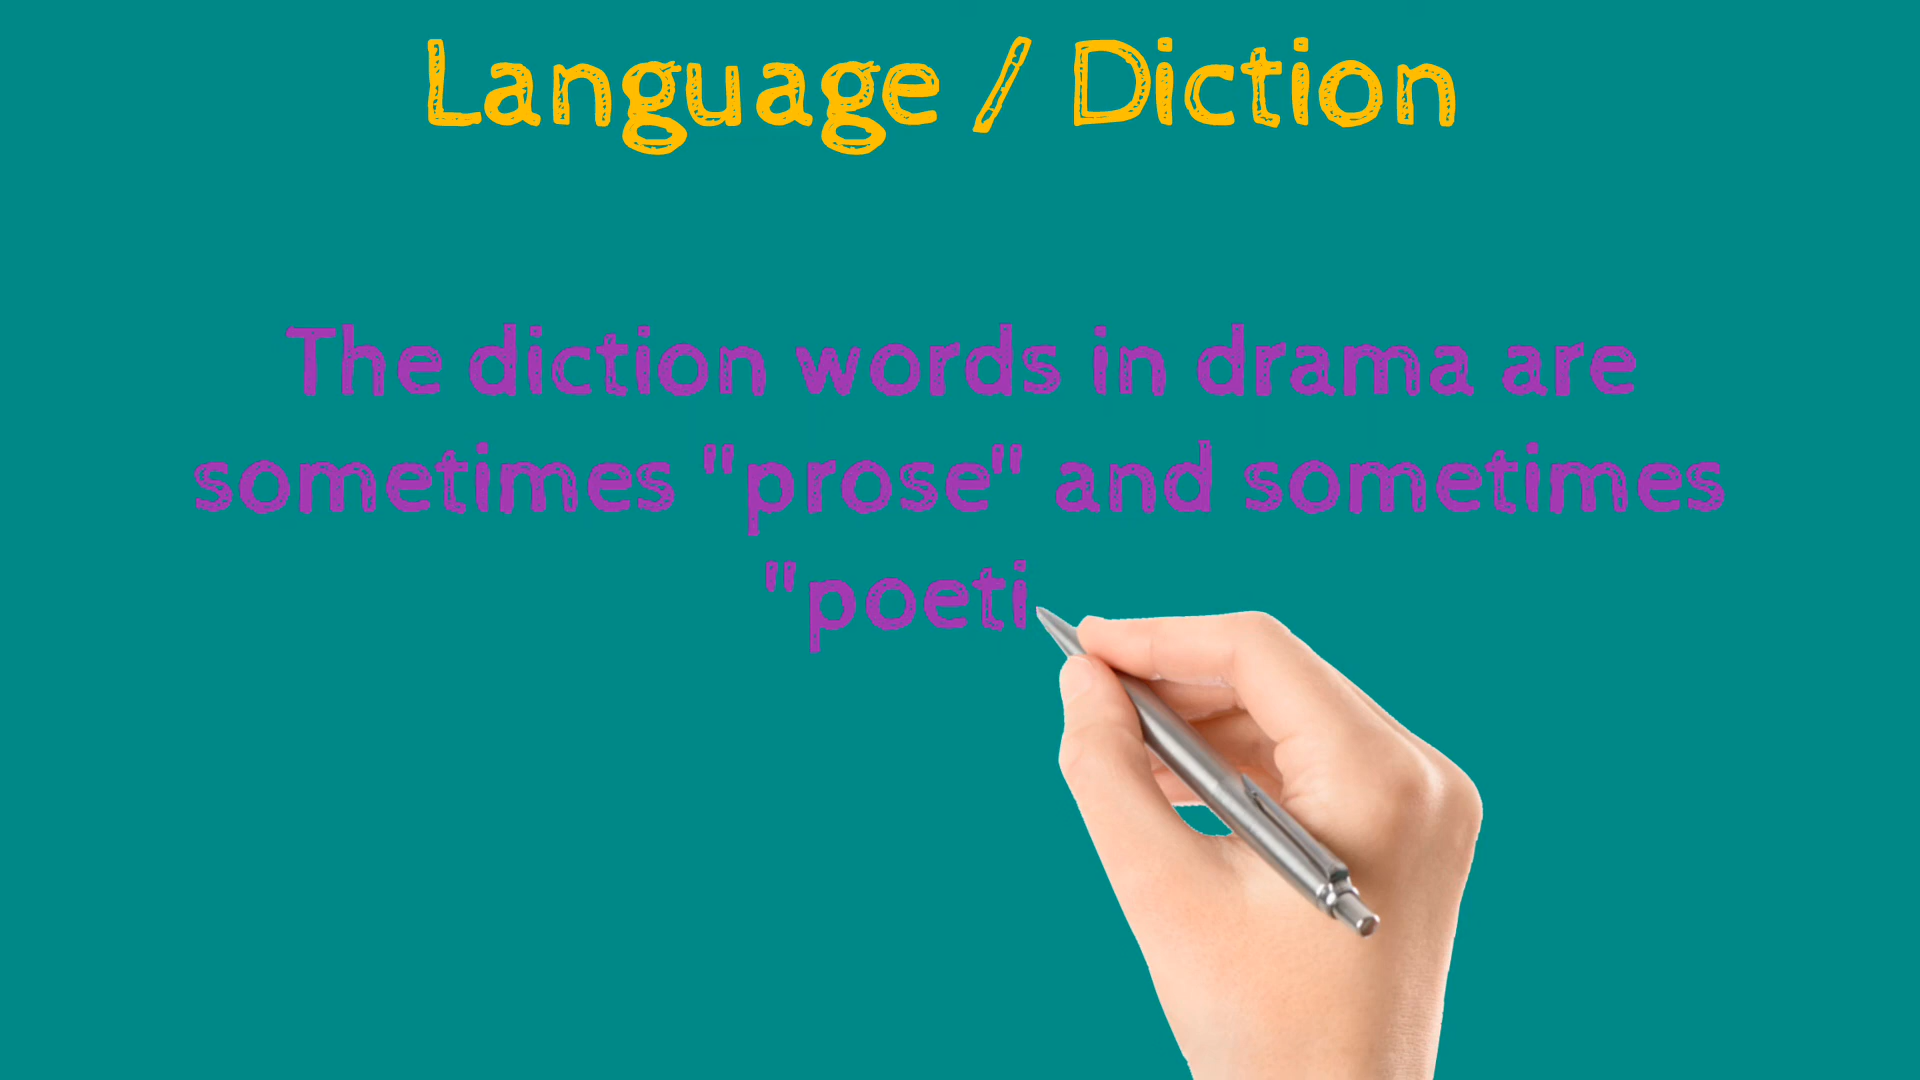 Language / Diction
The diction words in drama are
sometimes "prose" and sometimes
"poeti